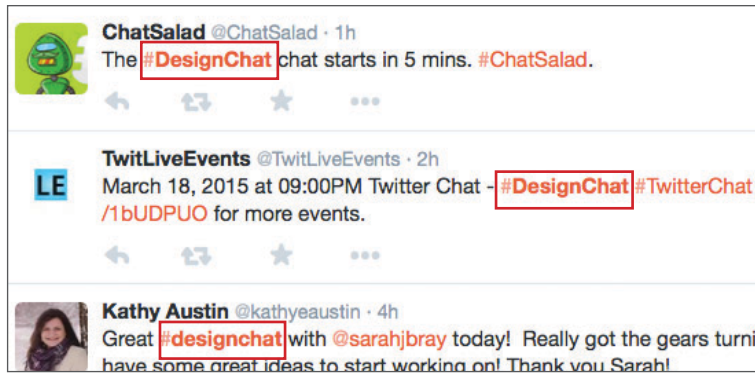 ChatSalad @ChatSalad · 1h
The #DesignChat chat starts in 5 mins. #ChatSalad.
TwitLiveEvents @TwitLiveEvents · 2h
LE
March 18, 2015 at 09:00PM Twitter Chat - #DesignChat #TwitterChat
/1bUDPUO for more events.
Kathy Austin @kathyeaustin · 4h
Great #designchat with @sarahjbray today! Really got the gears turni
have some great ideas to start working on! Thank you Sarah!